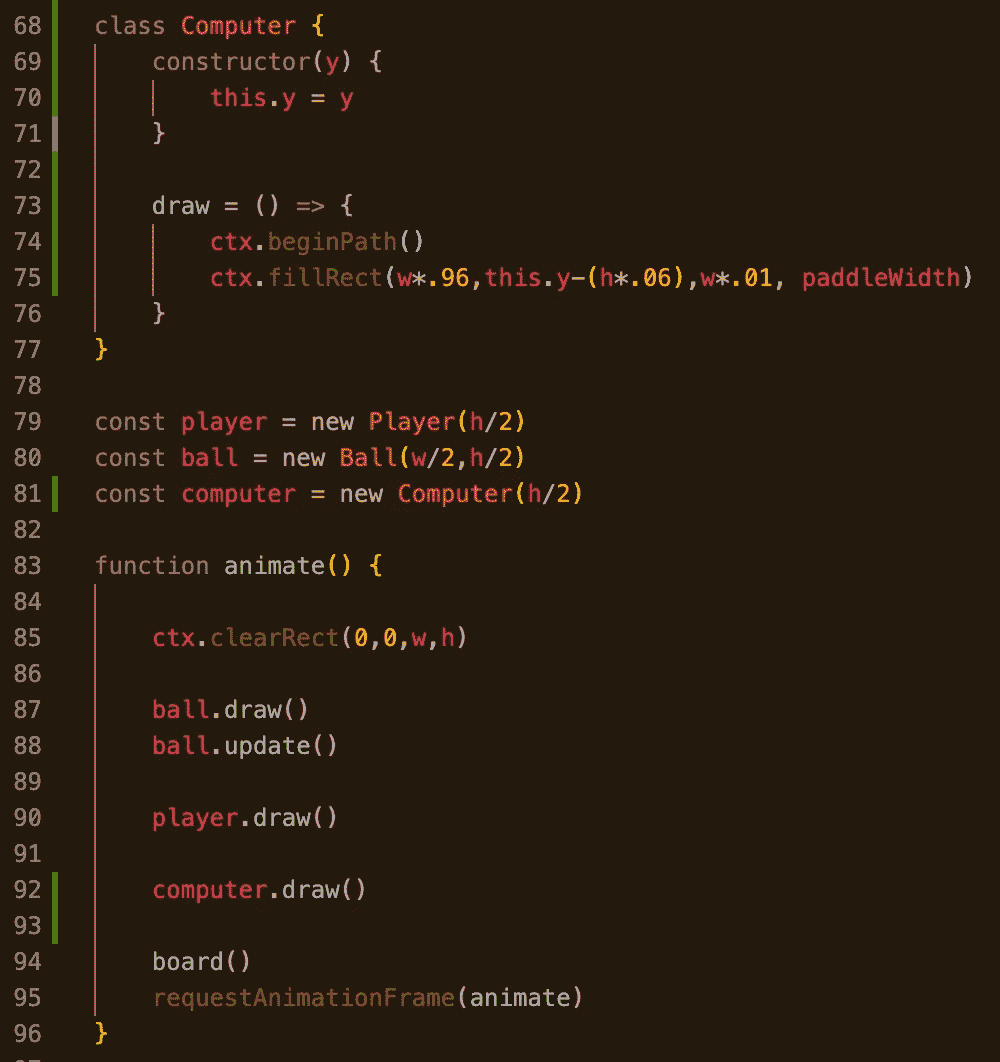 68 class Computer {
69 constructor(y) {
70 this.y = y
71 }
72
73 draw = () => {
74 ctx.beginPath()
75 ctx.fillRect(w*.96,this.y-(h*.06),w*.01, paddleWidth)
76 }
77 }
78
79 const player = new Player(h/2)
80 const ball = new Ball(w/2,h/2)
81 const computer = new Computer(h/2)
82
83 function animate() {
84
85 ctx.clearRect(0,0,w,h)
86
87 ball.draw()
88 ball.update()
89
90 player.draw()
91
92 computer.draw()
93
94 board()
95 requestAnimationFrame(animate)
96 }